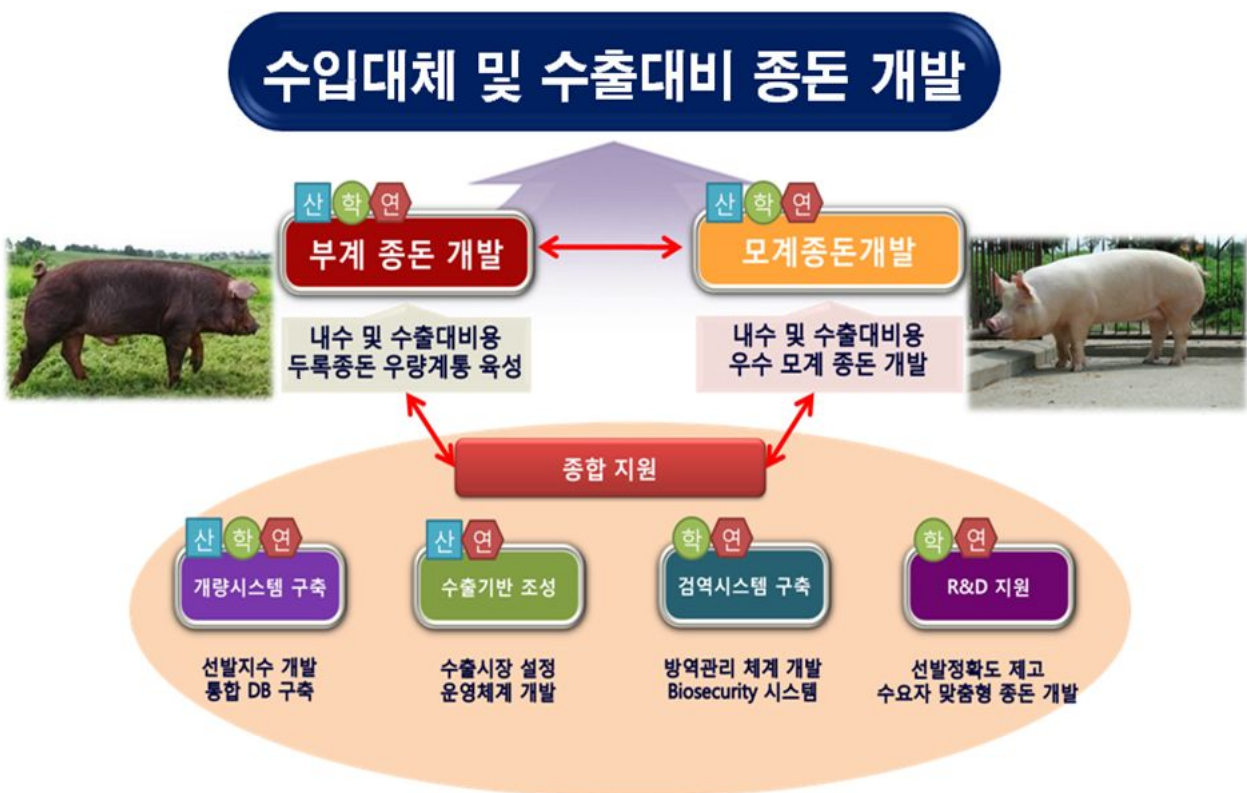 수입대체 및 수출대비 종돈 개발
산 학 연
부계 종돈 개발
내수 및 수출대비용
두록종돈 우량계통 육성
산 학 연
모계종돈개발
내수 및 수출대비용
우수 모계 종돈 개발
종합 지원
산 학 연
개량시스템 구축
선발지수 개발
통합 DB 구축
산 연
수출기반 조성
수출시장 설정
운영체계 개발
학 연
검역시스템 구축
방역관리 체계 개발
Biosecurity 시스템
학 연
R&D 지원
선발정확도 제고
수요자 맞춤형 종돈 개발